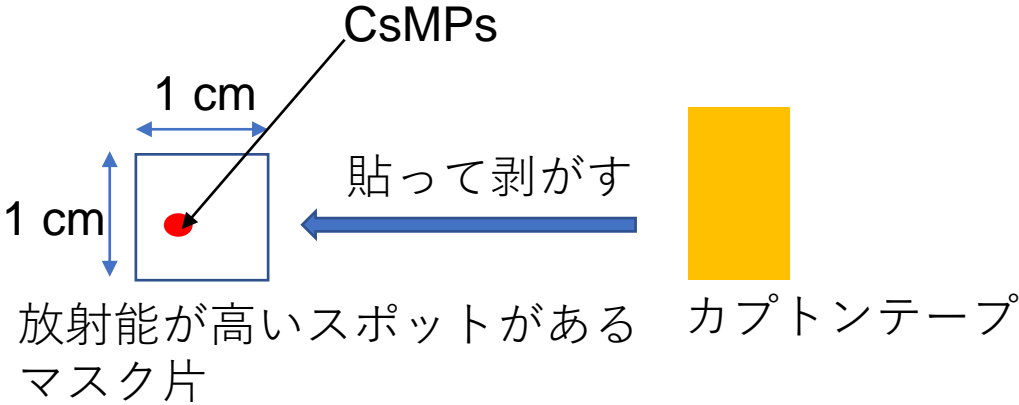 CsMPs
1 cm
1 cm
貼って剥がす
放射能が高いスポットがある
マスク片
カプトンテープ